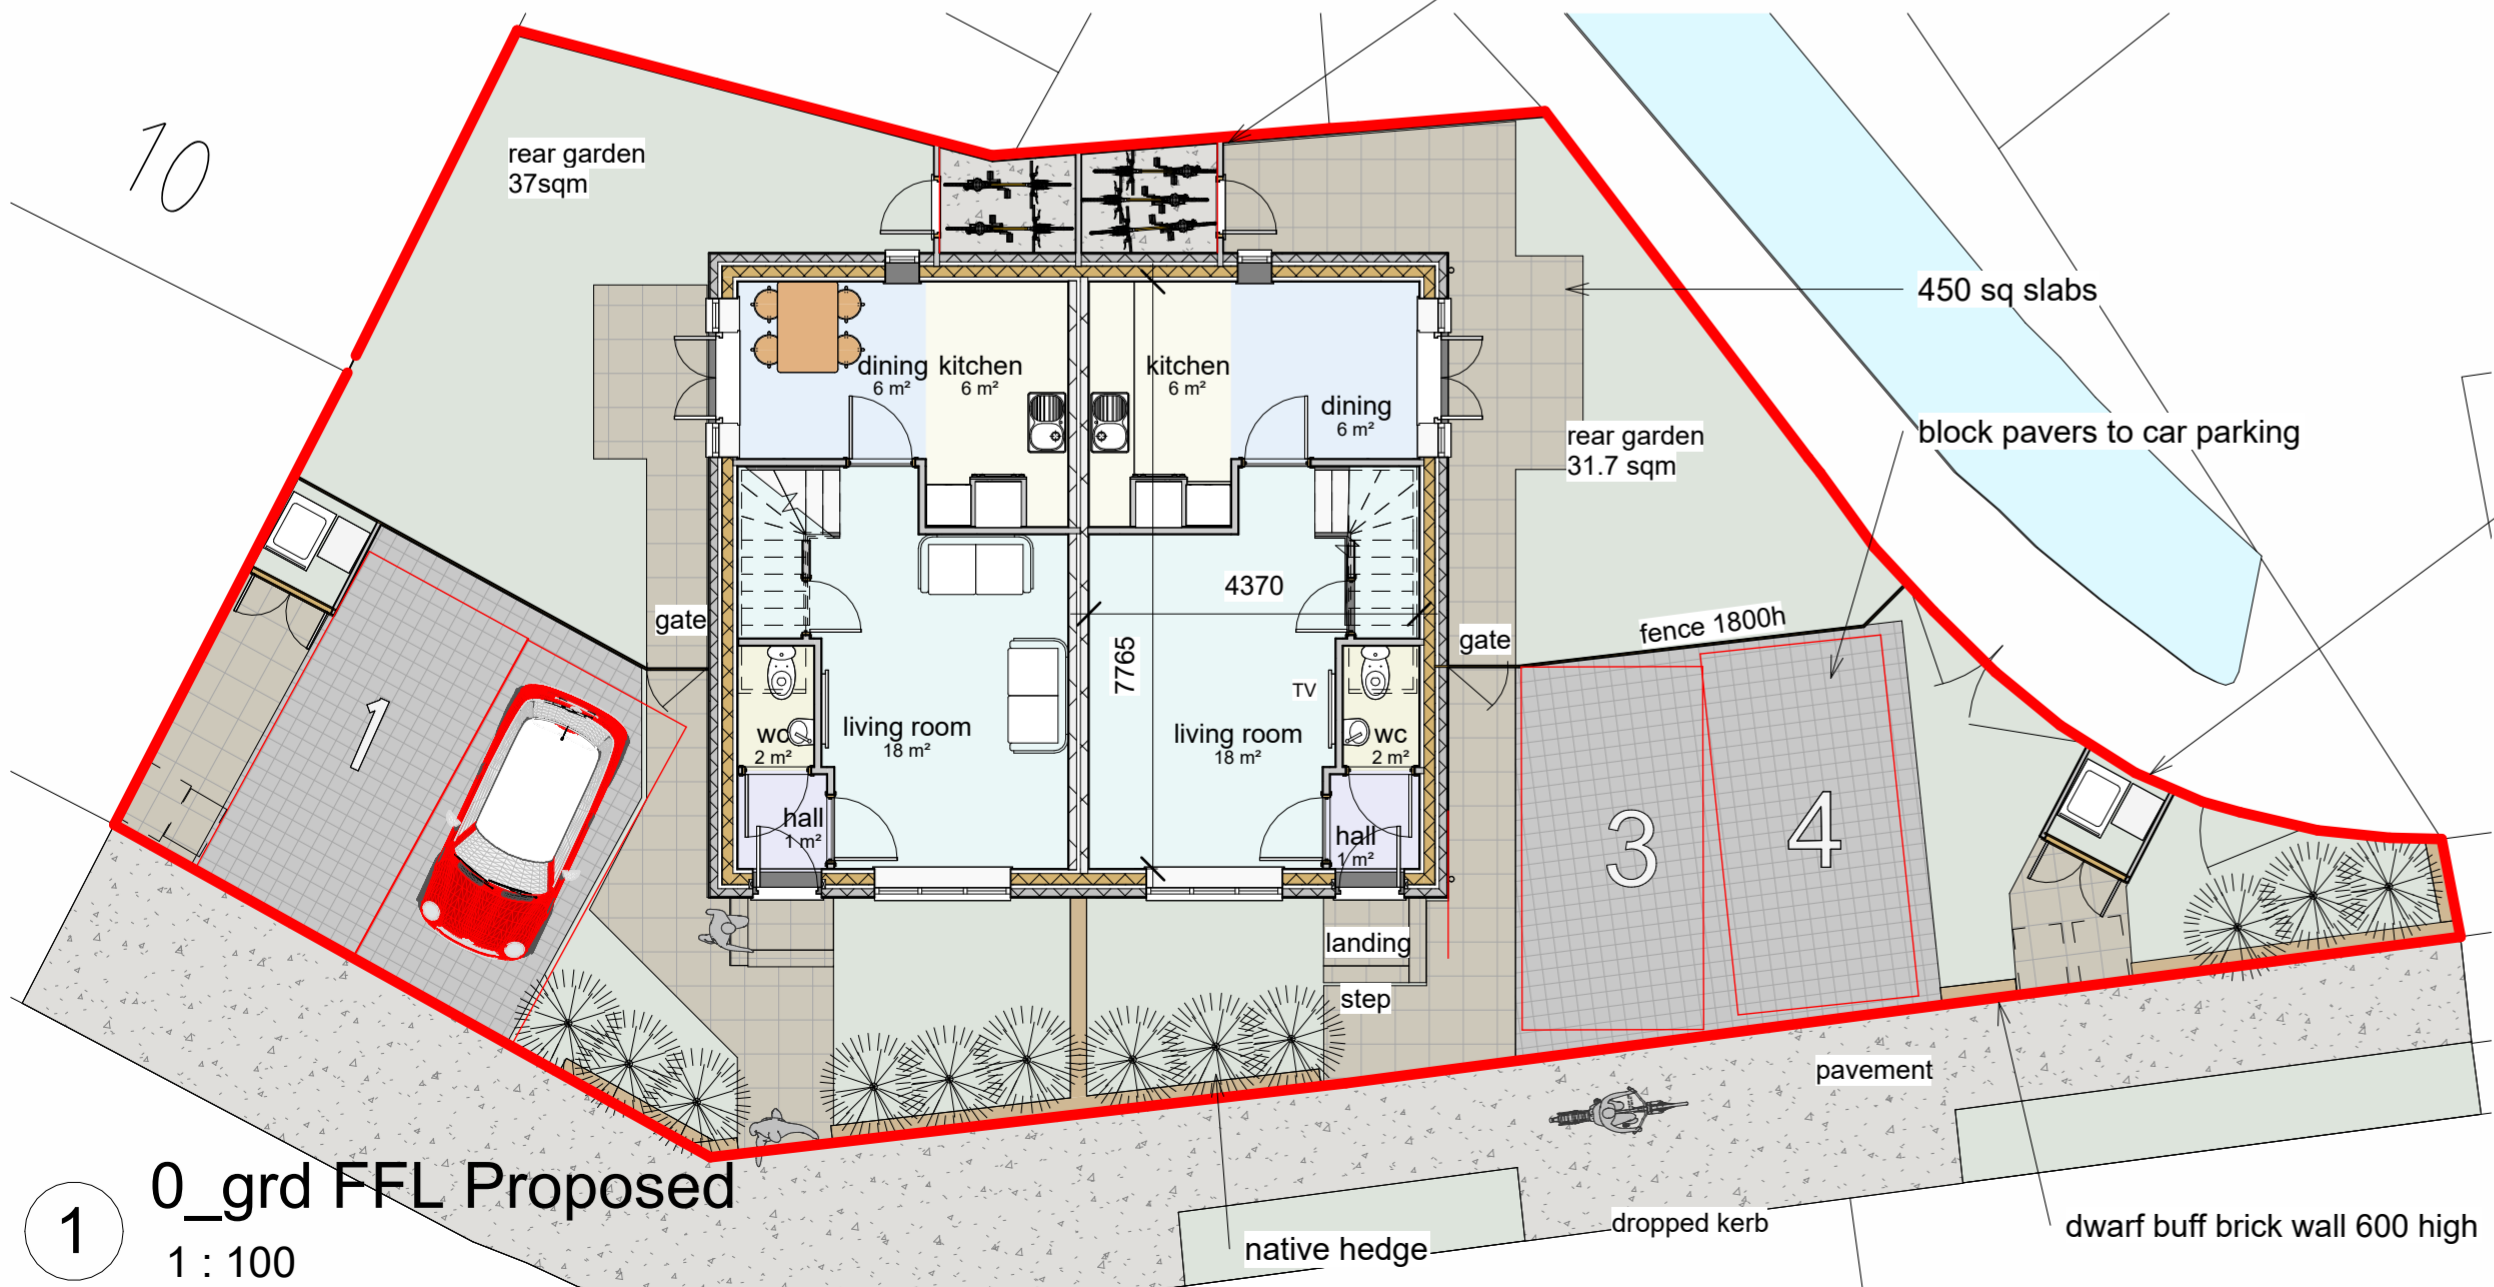 10
rear garden
37sqm
450 sq slabs
dining
6 m²
kitchen
6 m²
kitchen
6 m²
dining
6 m²
rear garden
31.7 sqm
block pavers to car parking
4370
gate
gate
fence 1800h
7765
TV
1
living room
18 m²
living room
18 m²
wc
2 m²
wc
2 m²
hall
1 m²
hall
1 m²
3
4
landing
step
pavement
native hedge
dropped kerb
dwarf buff brick wall 600 high
1
0_grd FFL Proposed
1 : 100